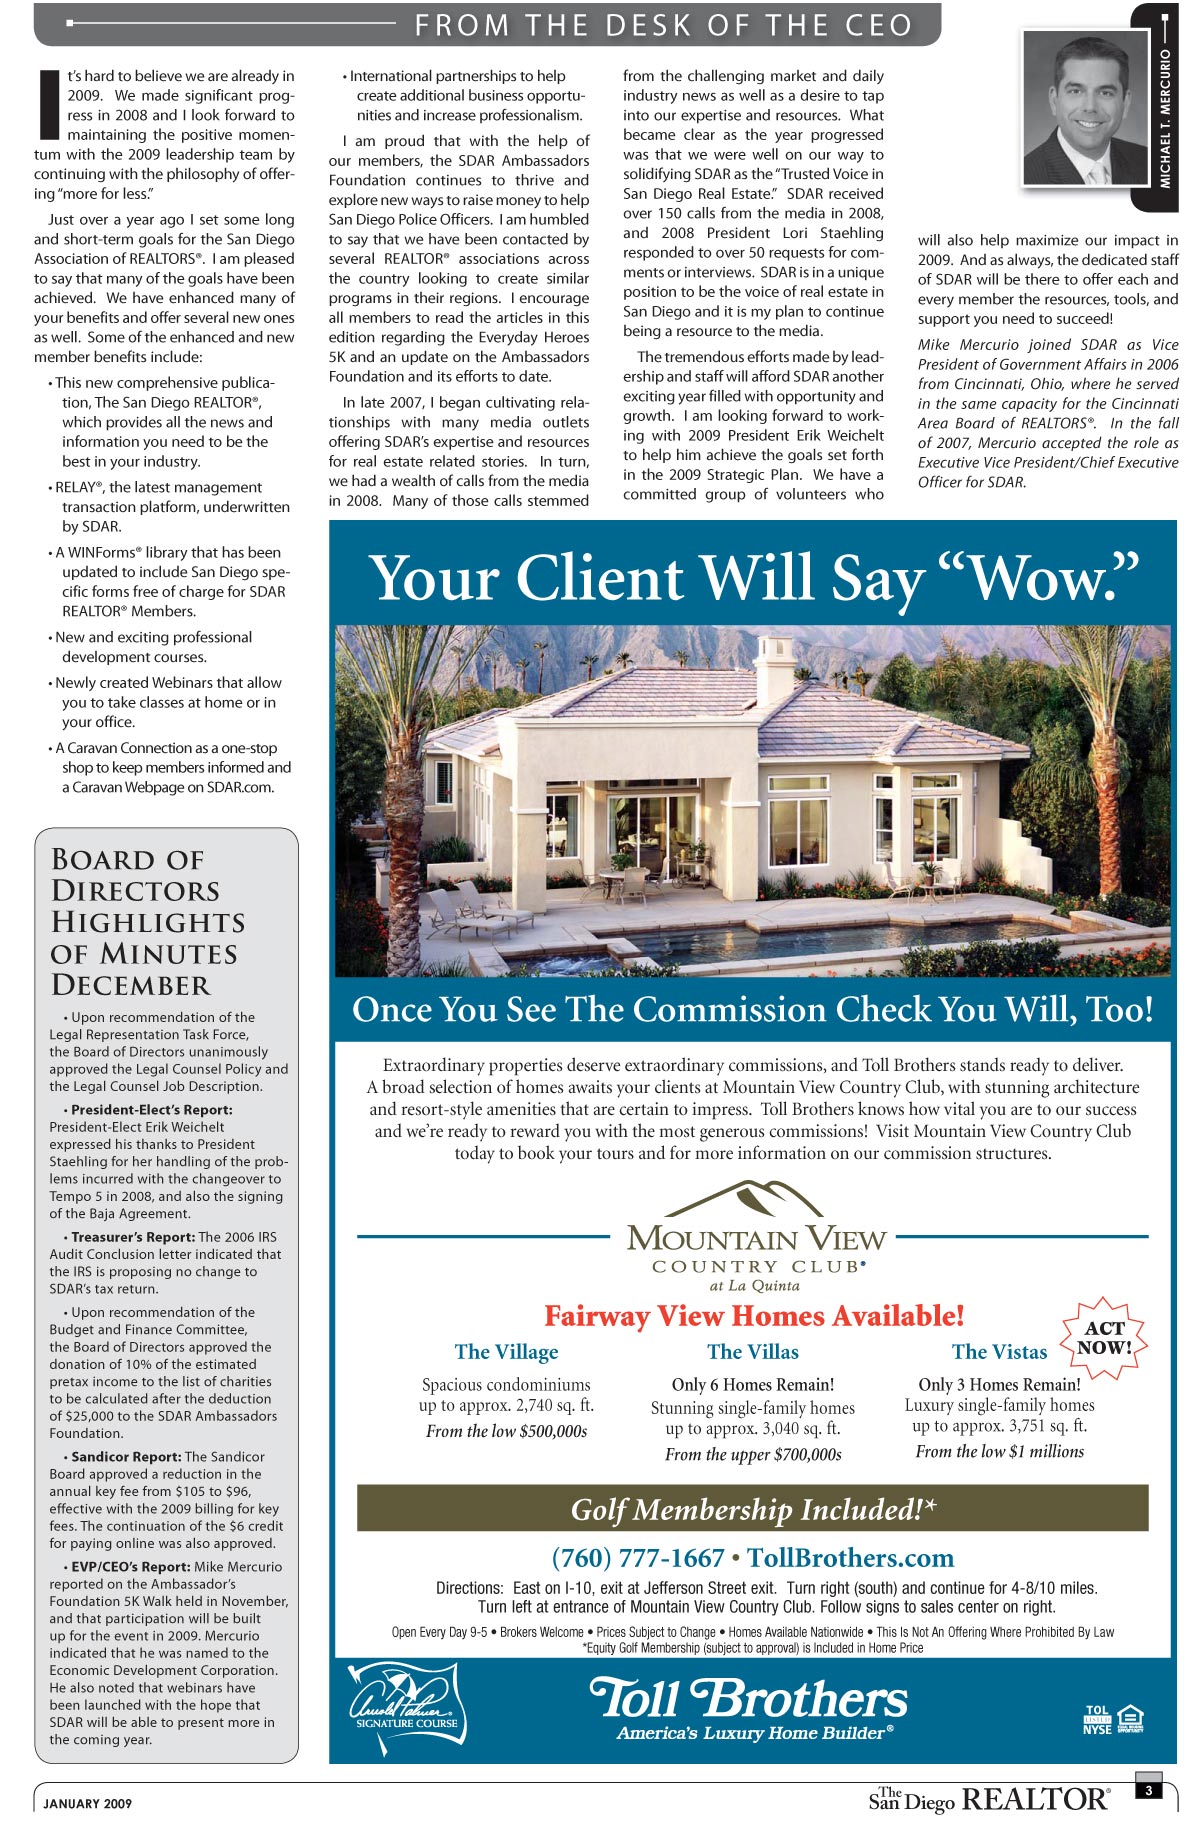 FROM THE DESK OF THE CEO
MICHAEL T. MERCURIO
It's hard to believe we are already in
2009. We made significant prog-
ress in 2008 and I look forward to
maintaining the positive momen-
tum with the 2009 leadership team by
continuing with the philosophy of offer-
ing "more for less."
Just over a year ago I set some long
and short-term goals for the San Diego
Association of REALTORS®. I am pleased
to say that many of the goals have been
achieved. We have enhanced many of
your benefits and offer several new ones
as well. Some of the enhanced and new
member benefits include:
• This new comprehensive publica-
tion, The San Diego REALTOR®,
which provides all the news and
information you need to be the
best in your industry.
• RELAY®, the latest management
transaction platform, underwritten
by SDAR.
• A WINForms® library that has been
updated to include San Diego spe-
cific forms free of charge for SDAR
REALTOR® Members.
• New and exciting professional
development courses.
• Newly created Webinars that allow
you to take classes at home or in
your office.
• A Caravan Connection as a one-stop
shop to keep members informed and
a Caravan Webpage on SDAR.com.
• International partnerships to help
create additional business opportu-
nities and increase professionalism.
I am proud that with the help of
our members, the SDAR Ambassadors
Foundation continues to thrive and
explore new ways to raise money to help
San Diego Police Officers. I am humbled
to say that we have been contacted by
several REALTOR® associations across
the country looking to create similar
programs in their regions. I encourage
all members to read the articles in this
edition regarding the Everyday Heroes
5K and an update on the Ambassadors
Foundation and its efforts to date.
In late 2007, I began cultivating rela-
tionships with many media outlets
offering SDAR's expertise and resources
for real estate related stories. In turn,
we had a wealth of calls from the media
in 2008. Many of those calls stemmed
from the challenging market and daily
industry news as well as a desire to tap
into our expertise and resources. What
became clear as the year progressed
was that we were well on our way to
solidifying SDAR as the "Trusted Voice in
San Diego Real Estate." SDAR received
over 150 calls from the media in 2008,
and 2008 President Lori Staehling
responded to over 50 requests for com-
ments or interviews. SDAR is in a unique
position to be the voice of real estate in
San Diego and it is my plan to continue
being a resource to the media.
The tremendous efforts made by lead-
ership and staff will afford SDAR another
exciting year filled with opportunity and
growth. I am looking forward to work-
ing with 2009 President Erik Weichelt
to help him achieve the goals set forth
in the 2009 Strategic Plan. We have a
committed group of volunteers who
will also help maximize our impact in
2009. And as always, the dedicated staff
of SDAR will be there to offer each and
every member the resources, tools, and
support you need to succeed!
Mike Mercurio joined SDAR as Vice
President of Government Affairs in 2006
from Cincinnati, Ohio, where he served
in the same capacity for the Cincinnati
Area Board of REALTORS®. In the fall
of 2007, Mercurio accepted the role as
Executive Vice President/Chief Executive
Officer for SDAR.
BOARD OF
DIRECTORS
HIGHLIGHTS
OF MINUTES
DECEMBER
• Upon recommendation of the
Legal Representation Task Force,
the Board of Directors unanimously
approved the Legal Counsel Policy and
the Legal Counsel Job Description.
• President-Elect's Report:
President-Elect Erik Weichelt
expressed his thanks to President
Staehling for her handling of the prob-
lems incurred with the changeover to
Tempo 5 in 2008, and also the signing
of the Baja Agreement.
• Treasurer's Report: The 2006 IRS
Audit Conclusion letter indicated that
the IRS is proposing no change to
SDAR's tax return.
• Upon recommendation of the
Budget and Finance Committee,
the Board of Directors approved the
donation of 10% of the estimated
pretax income to the list of charities
to be calculated after the deduction
of $25,000 to the SDAR Ambassadors
Foundation.
• Sandicor Report: The Sandicor
Board approved a reduction in the
annual key fee from $105 to $96,
effective with the 2009 billing for key
fees. The continuation of the $6 credit
for paying online was also approved.
• EVP/CEO's Report: Mike Mercurio
reported on the Ambassador's
Foundation 5K Walk held in November,
and that participation will be built
up for the event in 2009. Mercurio
indicated that he was named to the
Economic Development Corporation.
He also noted that webinars have
been launched with the hope that
SDAR will be able to present more in
the coming year.
Your Client Will Say "Wow."
Once You See The Commission Check You Will, Too!
Extraordinary properties deserve extraordinary commissions, and Toll Brothers stands ready to deliver.
A broad selection of homes awaits your clients at Mountain View Country Club, with stunning architecture
and resort-style amenities that are certain to impress. Toll Brothers knows how vital you are to our success
and we're ready to reward you with the most generous commissions! Visit Mountain View Country Club
today to book your tours and for more information on our commission structures.
MOUNTAIN VIEW
COUNTRY CLUB®
at La Quinta
Fairway View Homes Available!
ACT
NOW!
The Village
Spacious condominiums
up to approx. 2,740 sq. ft.
From the low $500,000s
The Villas
Only 6 Homes Remain!
Stunning single-family homes
up to approx. 3,040 sq. ft.
From the upper $700,000s
The Vistas
Only 3 Homes Remain!
Luxury single-family homes
up to approx. 3,751 sq. ft.
From the low $1 millions
Golf Membership Included!*
(760) 777-1667 • TollBrothers.com
Directions: East on I-10, exit at Jefferson Street exit. Turn right (south) and continue for 4-8/10 miles.
Turn left at entrance of Mountain View Country Club. Follow signs to sales center on right.
Open Every Day 9-5 • Brokers Welcome • Prices Subject to Change • Homes Available Nationwide • This Is Not An Offering Where Prohibited By Law
*Equity Golf Membership (subject to approval) is Included in Home Price
Arnold Palmer®
SIGNATURE COURSE
Toll Brothers
America's Luxury Home Builder®
TOL
LISTED
NYSE
EQUAL HOUSING
OPPORTUNITY
JANUARY 2009
The San Diego REALTOR®
3